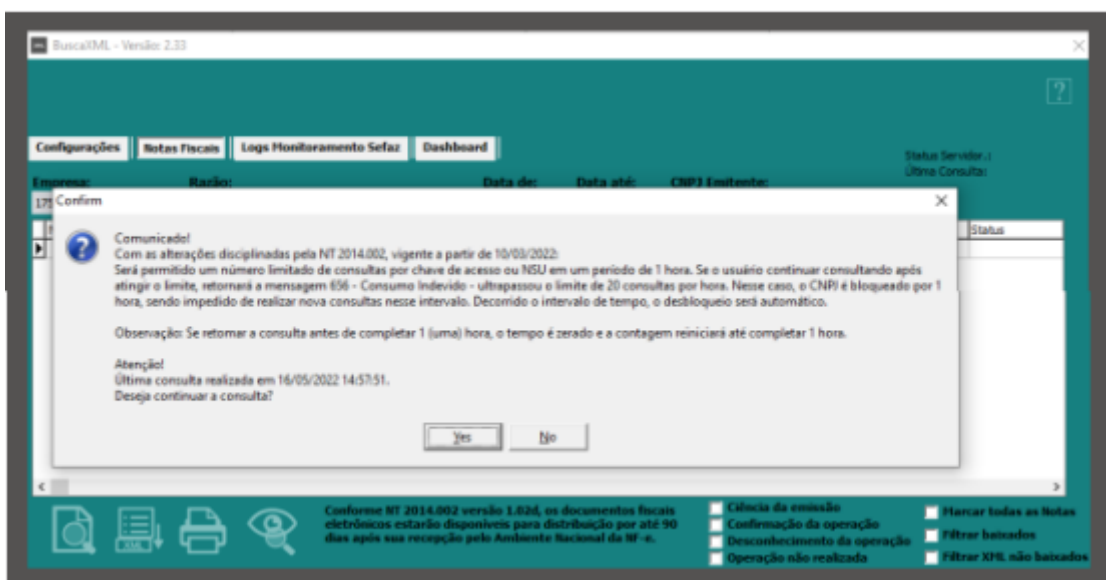 BuscaXML - Versão: 2.33
?
Configurações Notas Fiscais Logs Monitoramento Sefaz Dashboard
Status Servidor.:
Última Consulta:
Empresa: Razão: Data de: Data até: CNPJ Emitente:
175
Confirm
Status
Comunicado!
Com as alterações disciplinadas pela NT 2014.002, vigente a partir de 10/03/2022:
Será permitido um número limitado de consultas por chave de acesso ou NSU em um período de 1 hora. Se o usuário continuar consultando após
atingir o limite, retornará a mensagem 656 - Consumo Indevido - ultrapassou o limite de 20 consultas por hora. Nesse caso, o CNPJ é bloqueado por 1
hora, sendo impedido de realizar nova consultas nesse intervalo. Decorrido o intervalo de tempo, o desbloqueio será automático.
Observação: Se retomar a consulta antes de completar 1 (uma) hora, o tempo é zerado e a contagem reiniciará até completar 1 hora.
Atenção!
Última consulta realizada em 16/05/2022 14:57:51.
Deseja continuar a consulta?
Yes No
XML
Conforme NT 2014.002 versão 1.02d, os documentos fiscais
eletrônicos estarão disponíveis para distribuição por até 90
dias após sua recepção pelo Ambiente Nacional da NF-e.
Ciência da emissão
Confirmação da operação
Desconhecimento da operação
Operação não realizada
Marcar todas as Notas
Filtrar baixados
Filtrar XML não baixados